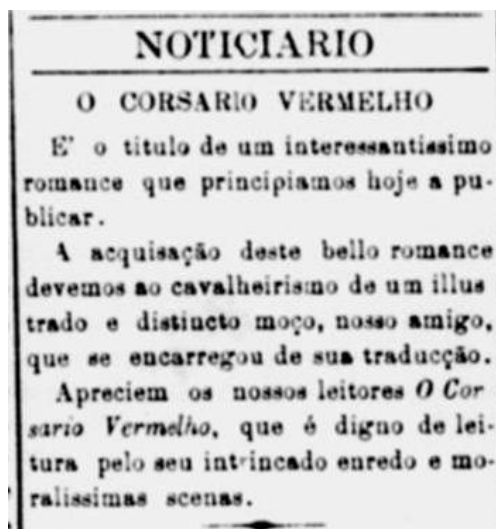 NOTICIARIO
O CORSARIO VERMELHO
E' o titulo de um interessantissimo
romance que principiamos hoje a pu-
blicar.
A acquisação deste bello romance
devemos ao cavalheirismo de um illus
trado e distincto moço, nosso amigo,
que se encarregou de sua traducção.
Apreciem os nossos leitores O Cor
sario Vermelho, que é digno de lei-
tura pelo seu intrincado enredo e mo-
ralissimas scenas.